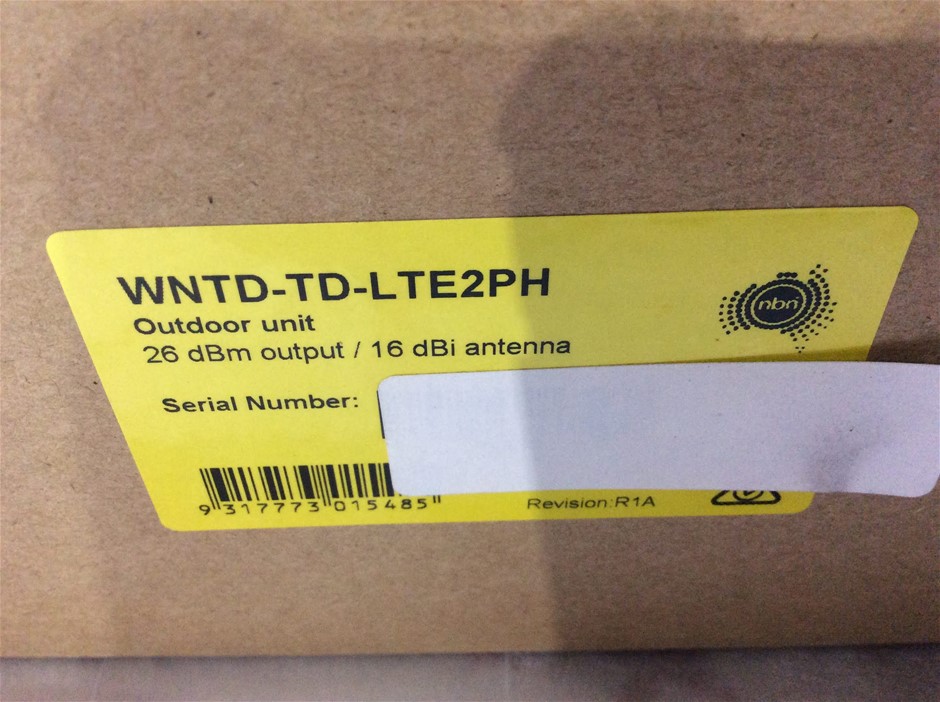 WNTD-TD-LTE2PH
Outdoor unit
26 dBm output / 16 dBi antenna
nbn
Serial Number:
9 317773 015485
Revision:R1A